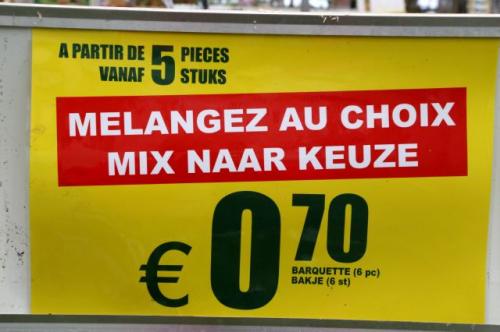 A PARTIR DE 5 PIECES
VANAF STUKS
MELANGEZ AU CHOIX
MIX NAAR KEUZE
€ 0 70
BARQUETTE (6 pc)
BAKJE (6 st)